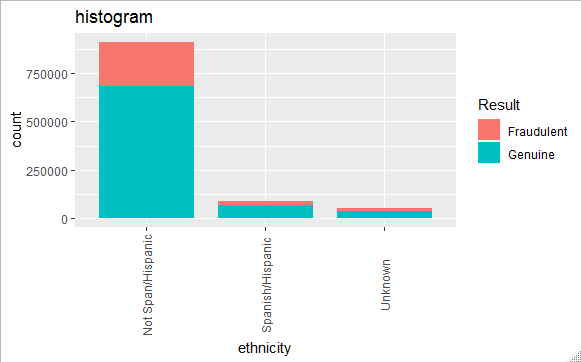 histogram
count
750000
500000
250000
0
Not Span/Hispanic
Spanish/Hispanic
Unknown
ethnicity
Result
Fraudulent
Genuine